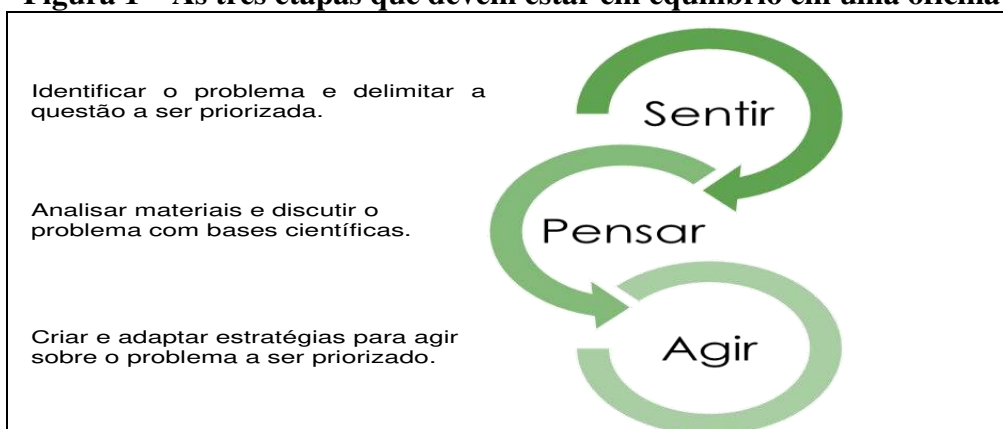 Figura 1 – As três etapas que devem estar em equilíbrio em uma oficina
Identificar o problema e delimitar a
questão a ser priorizada.
Sentir
Analisar materiais e discutir o
problema com bases científicas.
Pensar
Criar e adaptar estratégias para agir
sobre o problema a ser priorizado.
Agir